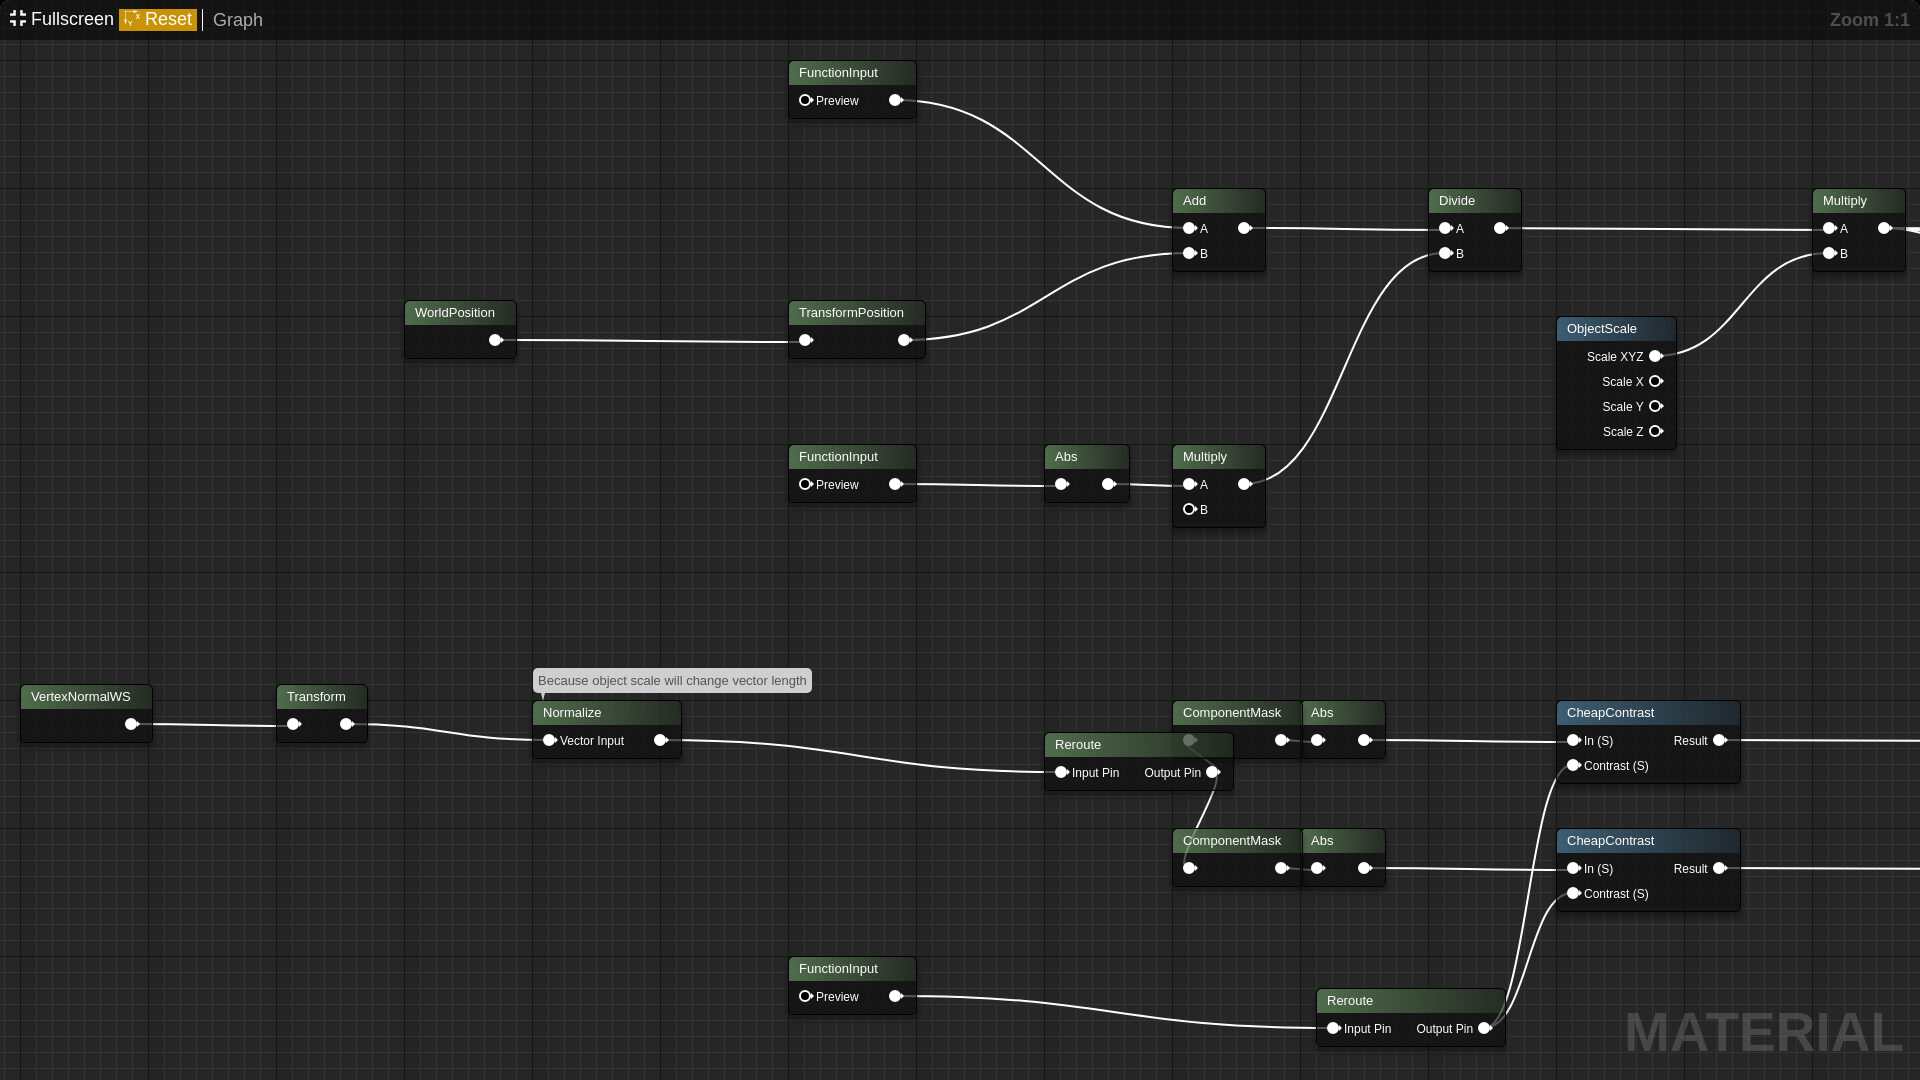 Fullscreen Reset Graph Zoom 1:1
FunctionInput
Preview
Add
A
B
Divide
A
B
Multiply
A
B
WorldPosition
TransformPosition
ObjectScale
Scale XYZ
Scale X
Scale Y
Scale Z
FunctionInput
Preview
Abs
Multiply
A
B
Because object scale will change vector length
VertexNormalWS
Transform
Normalize
Vector Input
Reroute
Input Pin Output Pin
ComponentMask
Abs
CheapContrast
In (S) Result
Contrast (S)
ComponentMask
Abs
CheapContrast
In (S) Result
Contrast (S)
FunctionInput
Preview
Reroute
Input Pin Output Pin
MATERIAL